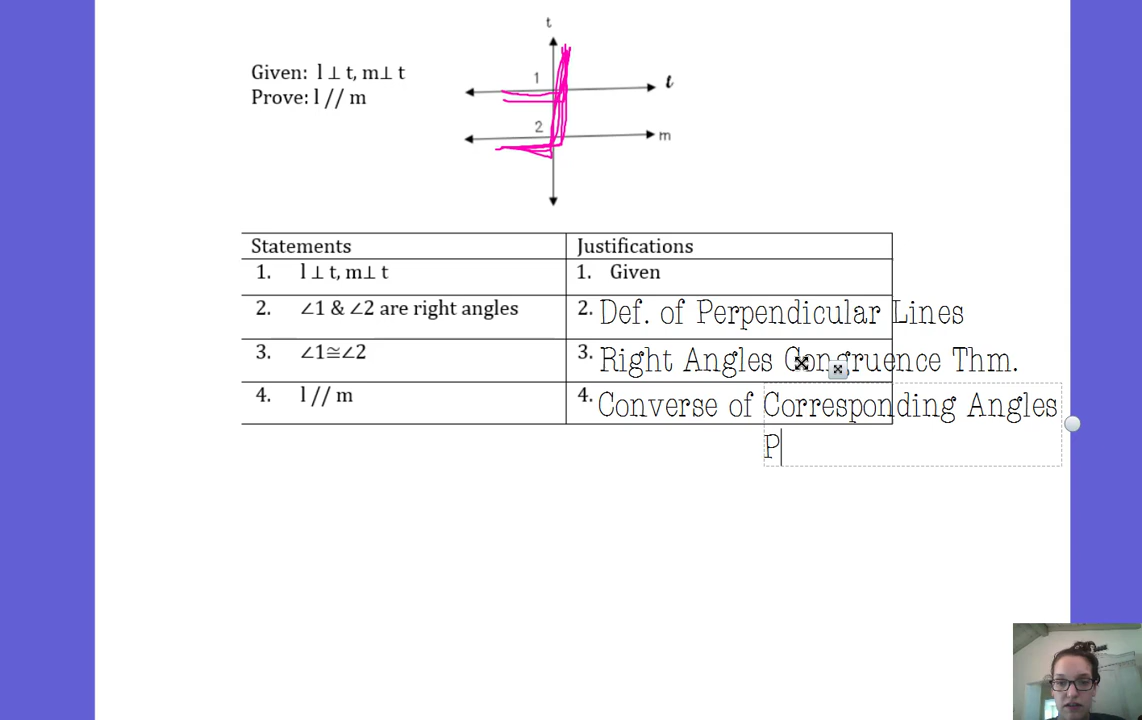 t
Given: l ⊥ t, m⊥ t
Prove: l // m
1
ℓ
2
m
Statements Justifications
1. l ⊥ t, m⊥ t 1. Given
2. ∠1 & ∠2 are right angles 2. Def. of Perpendicular Lines
3. ∠1≅∠2 3. Right Angles Congruence Thm.
4. l // m 4. Converse of Corresponding Angles
P